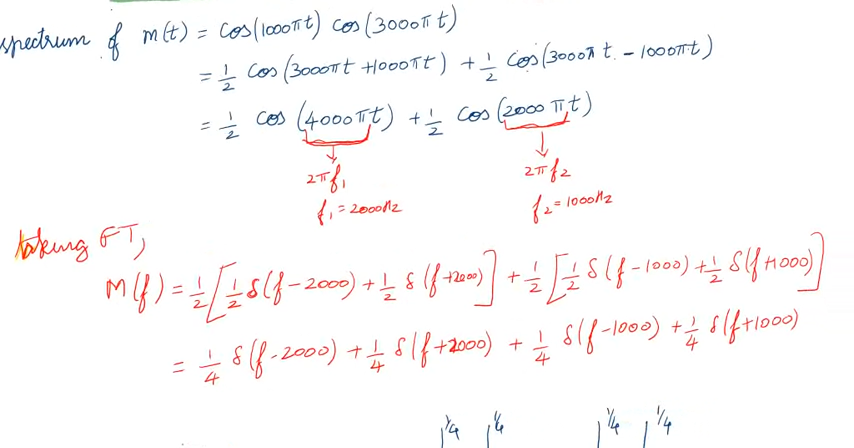 spectrum of m(t) = cos(1000πt) cos(3000πt)
= 1/2 cos(3000πt + 1000πt) + 1/2 cos(3000πt - 1000πt)
= 1/2 cos(4000πt) + 1/2 cos(2000πt)
2πf₁ 2πf₂
f₁ = 2000Hz f₂ = 1000Hz
taking FT,
M(f) = 1/2 [1/2 δ(f-2000) + 1/2 δ(f+2000)] + 1/2 [1/2 δ(f-1000) + 1/2 δ(f+1000)]
= 1/4 δ(f-2000) + 1/4 δ(f+2000) + 1/4 δ(f-1000) + 1/4 δ(f+1000)
1/4 1/4 1/4 1/4